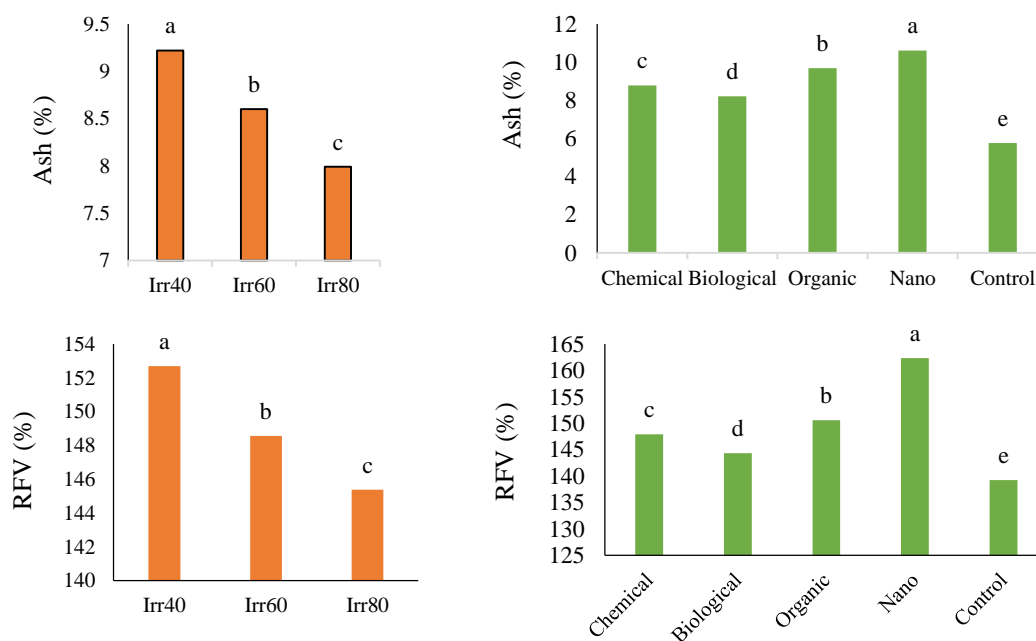 Ash (%)
9.5
9
8.5
8
7.5
7
a
b
c
Irr40 Irr60 Irr80
Ash (%)
12
10
8
6
4
2
0
c
d
b
a
e
Chemical Biological Organic Nano Control
RFV (%)
154
152
150
148
146
144
142
140
a
b
c
Irr40 Irr60 Irr80
RFV (%)
165
160
155
150
145
140
135
130
125
c
d
b
a
e
Chemical Biological Organic Nano Control